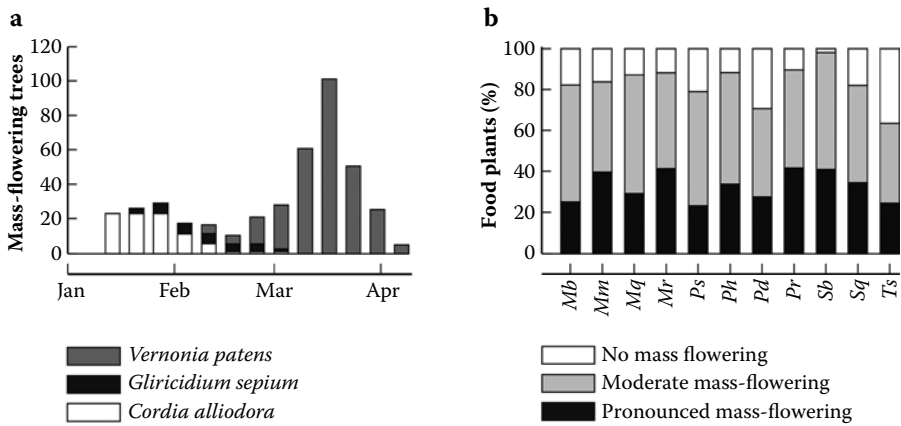 a
Mass-flowering trees
120
100
80
60
40
20
0
Jan Feb Mar Apr
Vernonia patens
Gliricidium sepium
Cordia alliodora
b
Food plants (%)
100
80
60
40
20
0
Mb Mm Mq Mr Ps Ph Pd Pr Sb Sq Ts
No mass flowering
Moderate mass-flowering
Pronounced mass-flowering